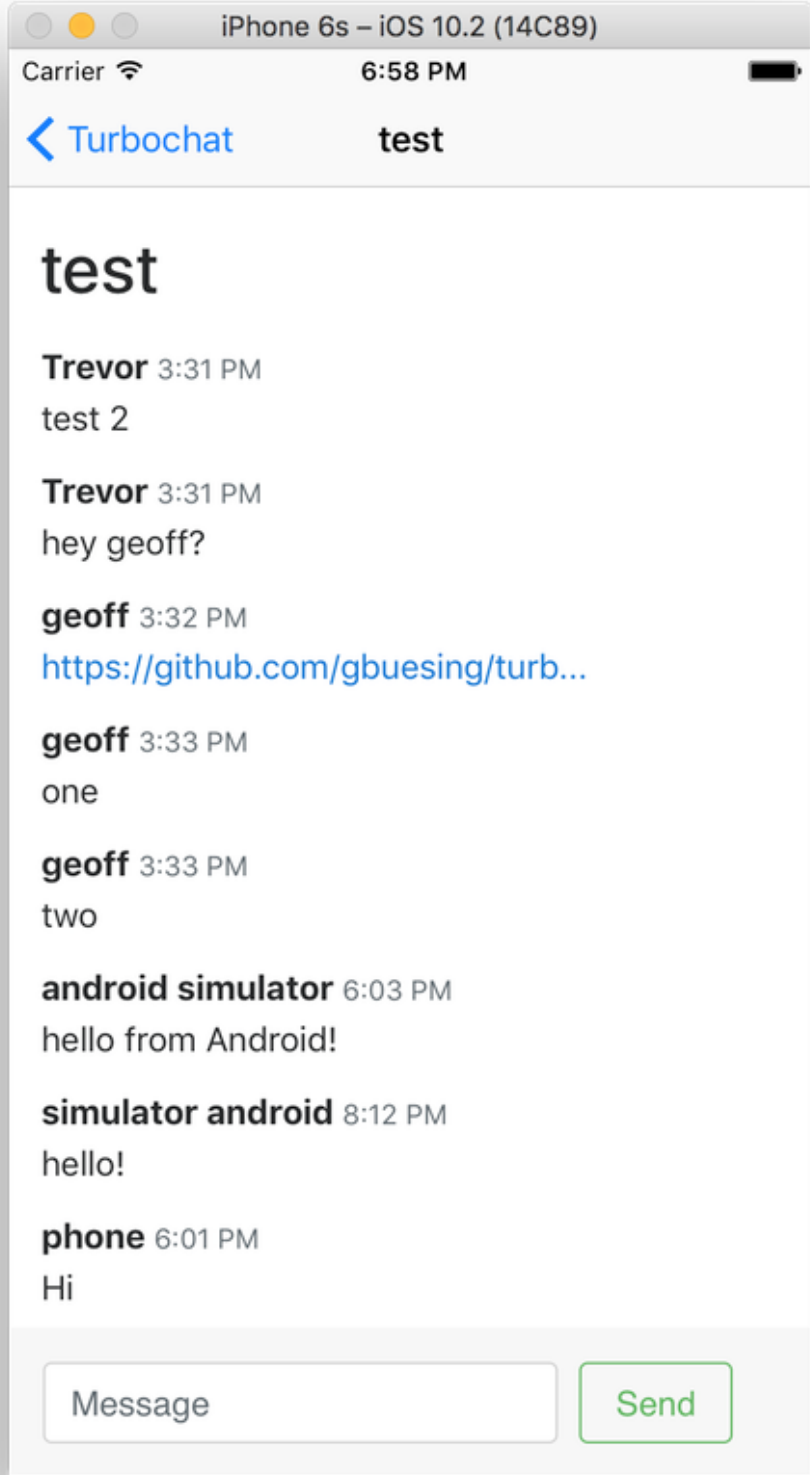 iPhone 6s – iOS 10.2 (14C89)
Carrier 6:58 PM
Turbochat test
test
Trevor 3:31 PM
test 2
Trevor 3:31 PM
hey geoff?
geoff 3:32 PM
https://github.com/gbuesing/turb...
geoff 3:33 PM
one
geoff 3:33 PM
two
android simulator 6:03 PM
hello from Android!
simulator android 8:12 PM
hello!
phone 6:01 PM
Hi
Message Send